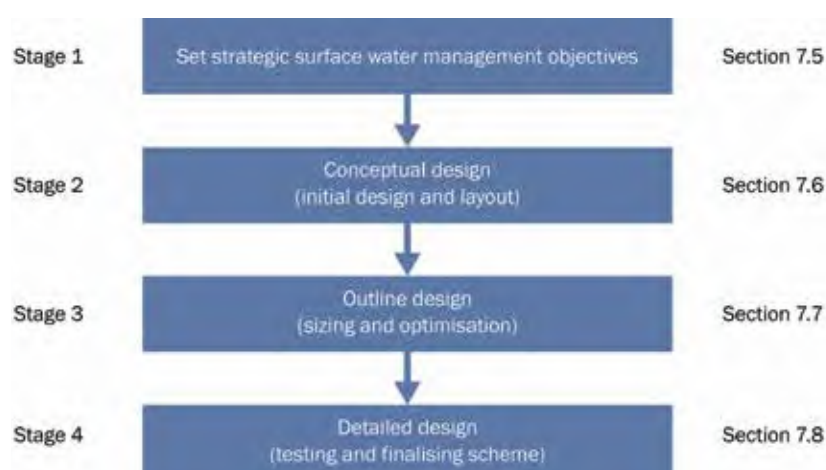 Stage 1 Set strategic surface water management objectives Section 7.5
Conceptual design
Stage 2 (initial design and layout) Section 7.6
Outline design
Stage 3 (sizing and optimisation) Section 7.7
Detailed design
Stage 4 (testing and finalising scheme) Section 7.8